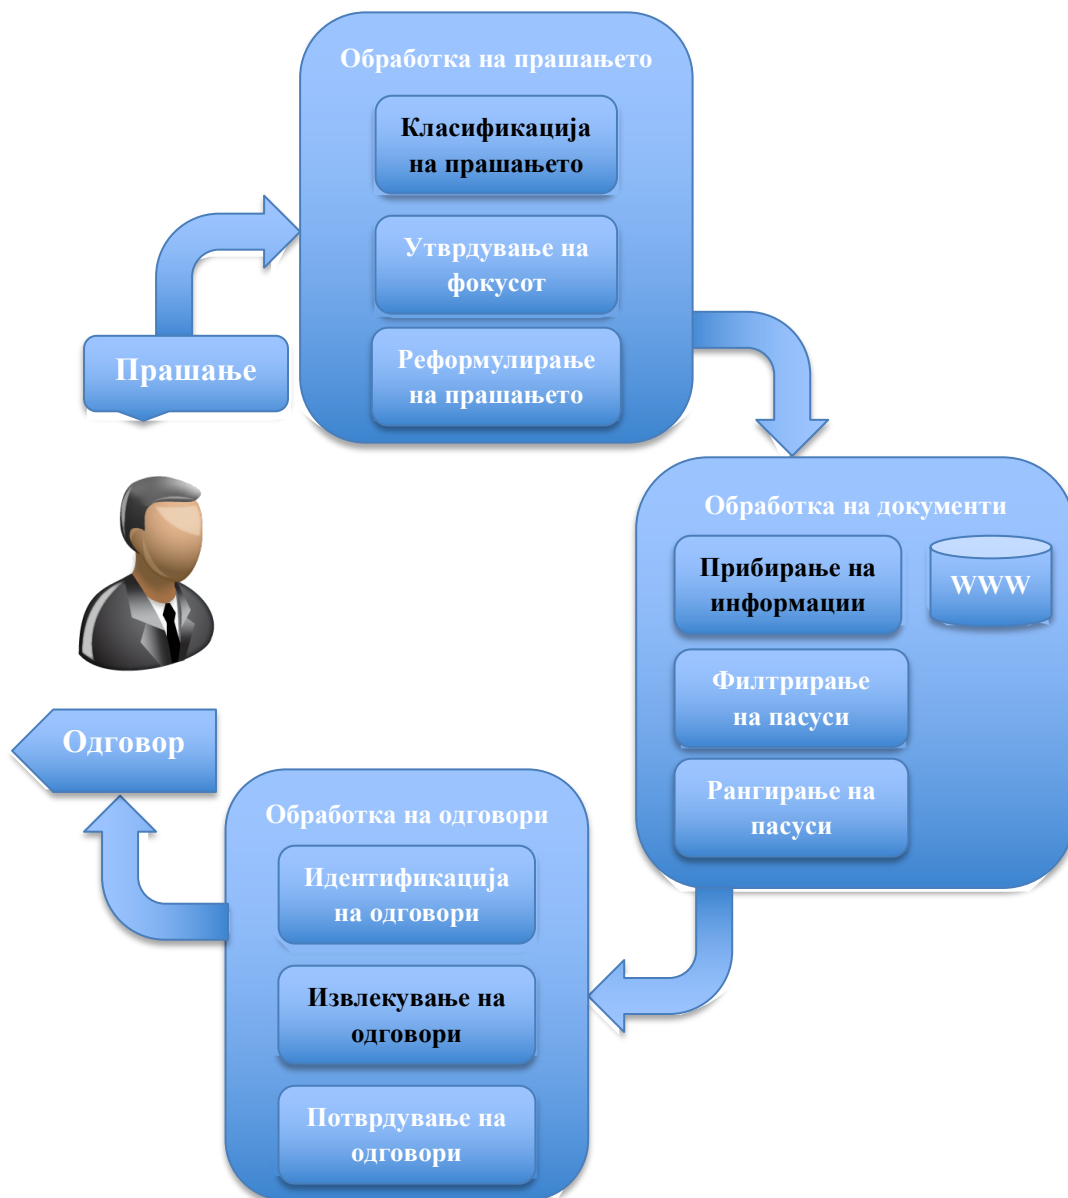 Обработка на прашањето
Класификација
на прашањето
Утврдување на
фокусот
Реформулирање
на прашањето
Прашање
Обработка на документи
Прибирање на
информации
WWW
Филтрирање
на пасуси
Рангирање на
пасуси
Одговор
Обработка на одговори
Идентификација
на одговори
Извлекување на
одговори
Потврдување на
одговори